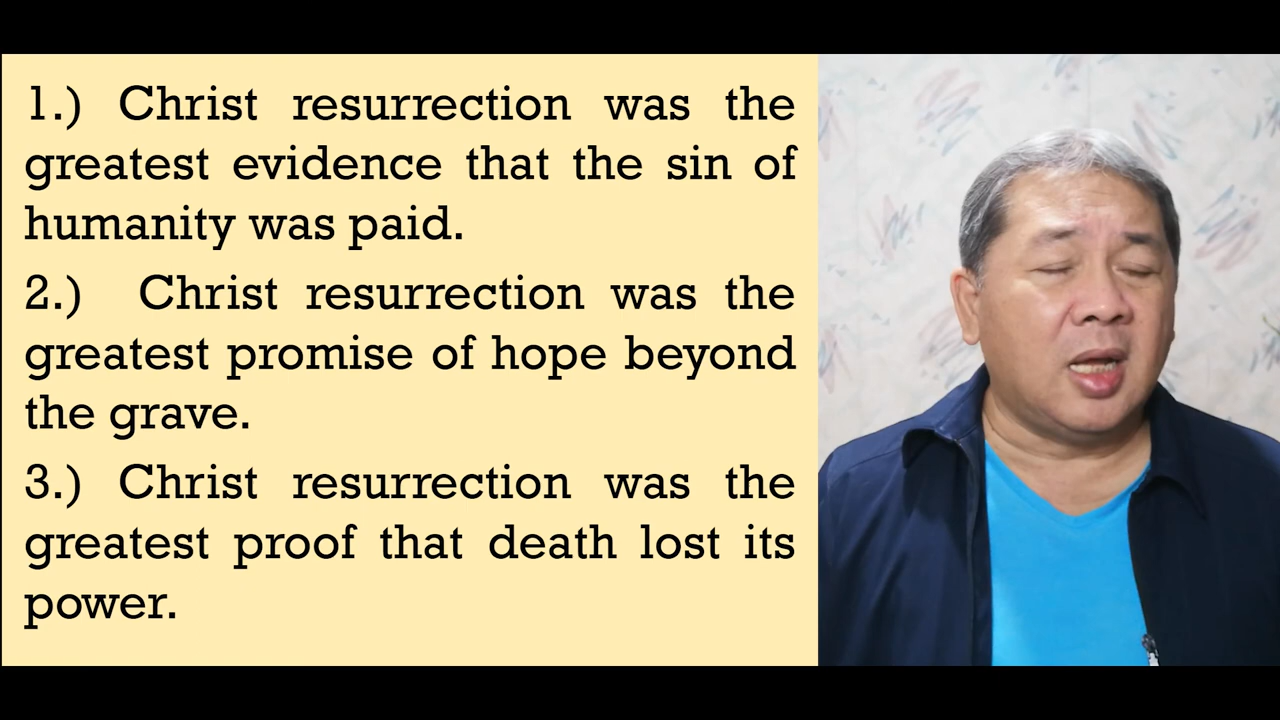 1.) Christ resurrection was the
greatest evidence that the sin of
humanity was paid.
2.) Christ resurrection was the
greatest promise of hope beyond
the grave.
3.) Christ resurrection was the
greatest proof that death lost its
power.